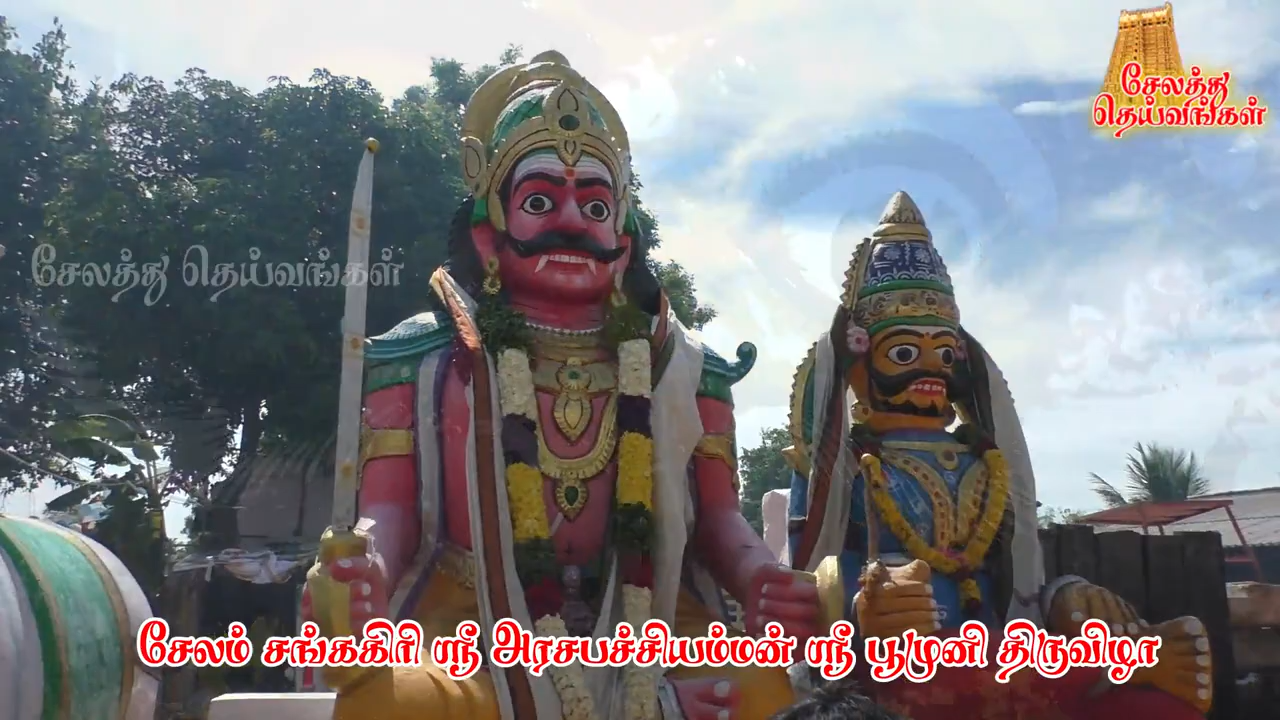 சேலத்து
தெய்வங்கள்
சேலத்து தெய்வங்கள்
சேலம் சங்ககிரி ஸ்ரீ அரசபச்சியம்மன் ஸ்ரீ பூமுனி திருவிழா